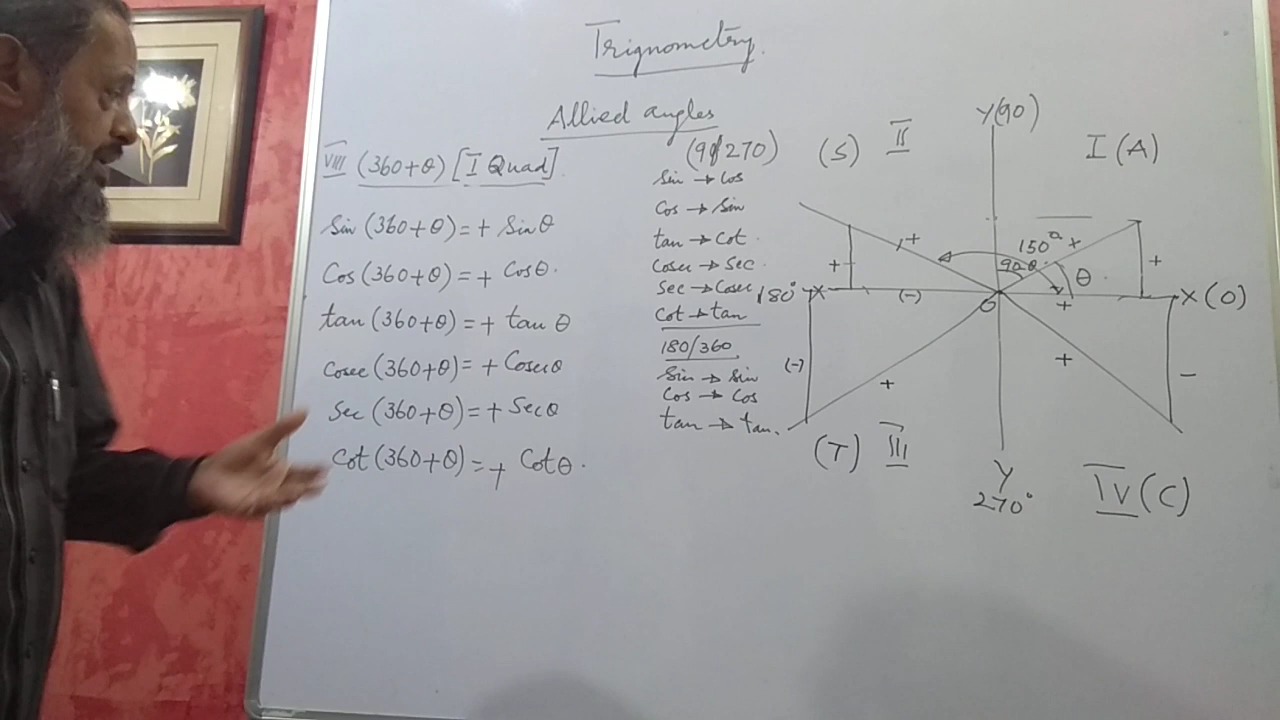 Trignometry.
Allied angles
VIII (360+θ) [I Quad]
Sin (360+θ) = + Sinθ
Cos (360+θ) = + Cosθ.
tan (360+θ) = + tan θ
Cosec (360+θ) = + Cosecθ
Sec (360+θ) = + Secθ
Cot (360+θ) = + Cotθ.
(90/270)
Sin → Cos
Cos → Sin
tan → Cot.
Cosec → Sec.
Sec → Cosec
Cot → tan
180/360
Sin → Sin
Cos → Cos
tan → tan.
Y(90)
(S) II
I (A)
150°
+ +
90-θ θ
+ +
180° X (-) O + X (0)
(-) + + -
(T) III
IV (C)
Y
270°